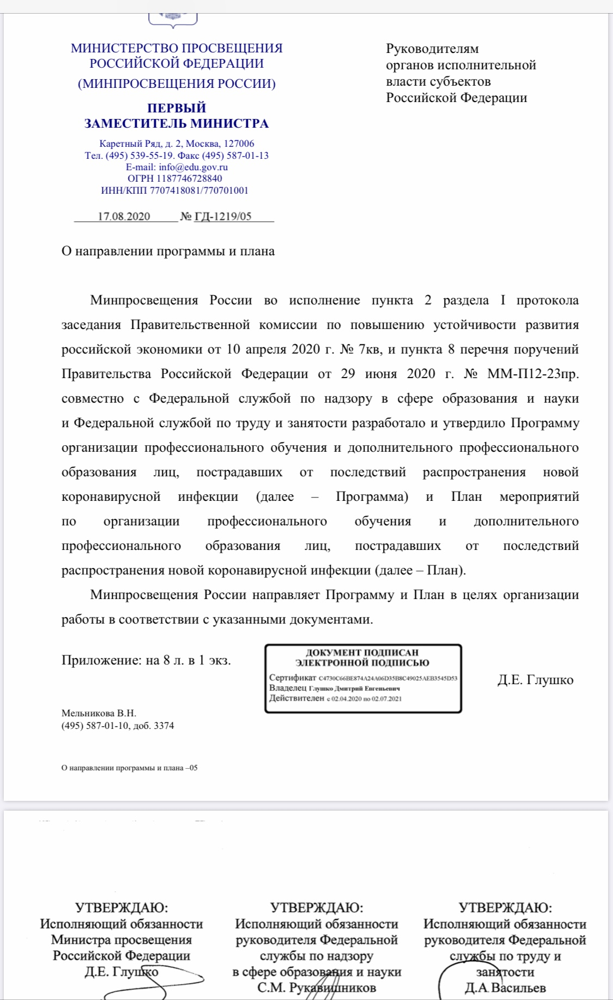 МИНИСТЕРСТВО ПРОСВЕЩЕНИЯ
РОССИЙСКОЙ ФЕДЕРАЦИИ
(МИНПРОСВЕЩЕНИЯ РОССИИ)
ПЕРВЫЙ
ЗАМЕСТИТЕЛЬ МИНИСТРА
Каретный Ряд, д. 2, Москва, 127006
Тел. (495) 539-55-19. Факс (495) 587-01-13
E-mail: info@edu.gov.ru
ОГРН 1187746728840
ИНН/КПП 7707418081/770701001
17.08.2020 № ГД-1219/05
Руководителям
органов исполнительной
власти субъектов
Российской Федерации
О направлении программы и плана
Минпросвещения России во исполнение пункта 2 раздела I протокола
заседания Правительственной комиссии по повышению устойчивости развития
российской экономики от 10 апреля 2020 г. № 7кв, и пункта 8 перечня поручений
Правительства Российской Федерации от 29 июня 2020 г. № ММ-П12-23пр.
совместно с Федеральной службой по надзору в сфере образования и науки
и Федеральной службой по труду и занятости разработало и утвердило Программу
организации профессионального обучения и дополнительного профессионального
образования лиц, пострадавших от последствий распространения новой
коронавирусной инфекции (далее – Программа) и План мероприятий
по организации профессионального обучения и дополнительного
профессионального образования лиц, пострадавших от последствий
распространения новой коронавирусной инфекции (далее – План).
Минпросвещения России направляет Программу и План в целях организации
работы в соответствии с указанными документами.
Приложение: на 8 л. в 1 экз.
ДОКУМЕНТ ПОДПИСАН
ЭЛЕКТРОННОЙ ПОДПИСЬЮ
Сертификат C4730C66BE874A24A06D35B8C49025AEB3545D53
Владелец Глушко Дмитрий Евгеньевич
Действителен с 02.04.2020 по 02.07.2021
Д.Е. Глушко
Мельникова В.Н.
(495) 587-01-10, доб. 3374
О направлении программы и плана –05
УТВЕРЖДАЮ:
Исполняющий обязанности
Министра просвещения
Российской Федерации
Д.Е. Глушко
УТВЕРЖДАЮ:
Исполняющий обязанности
руководителя Федеральной
службы по надзору
в сфере образования и науки
С.М. Рукавишников
УТВЕРЖДАЮ:
Исполняющий обязанности
руководителя Федеральной
службы по труду и
занятости
Д.А.Васильев